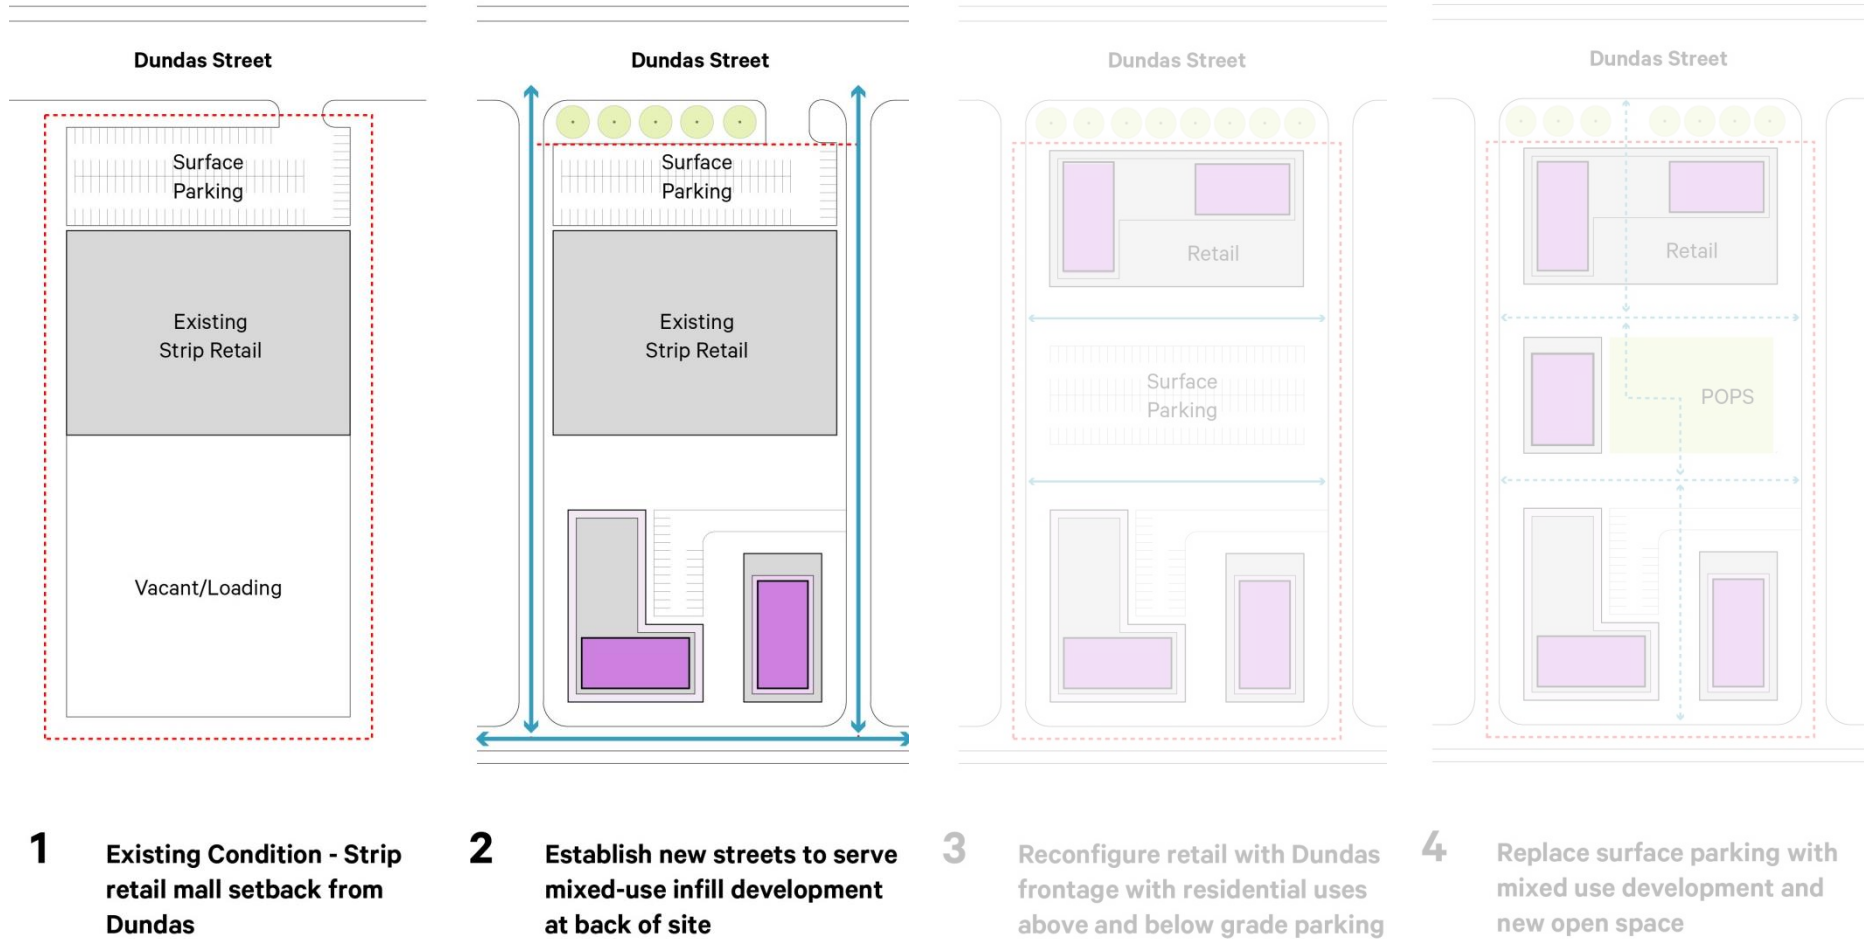 Dundas Street
Surface
Parking
Existing
Strip Retail
Vacant/Loading
1
Existing Condition - Strip
retail mall setback from
Dundas
Dundas Street
Surface
Parking
Existing
Strip Retail
2
Establish new streets to serve
mixed-use infill development
at back of site
Dundas Street
Retail
Surface
Parking
3
Reconfigure retail with Dundas
frontage with residential uses
above and below grade parking
Dundas Street
Retail
POPS
4
Replace surface parking with
mixed use development and
new open space